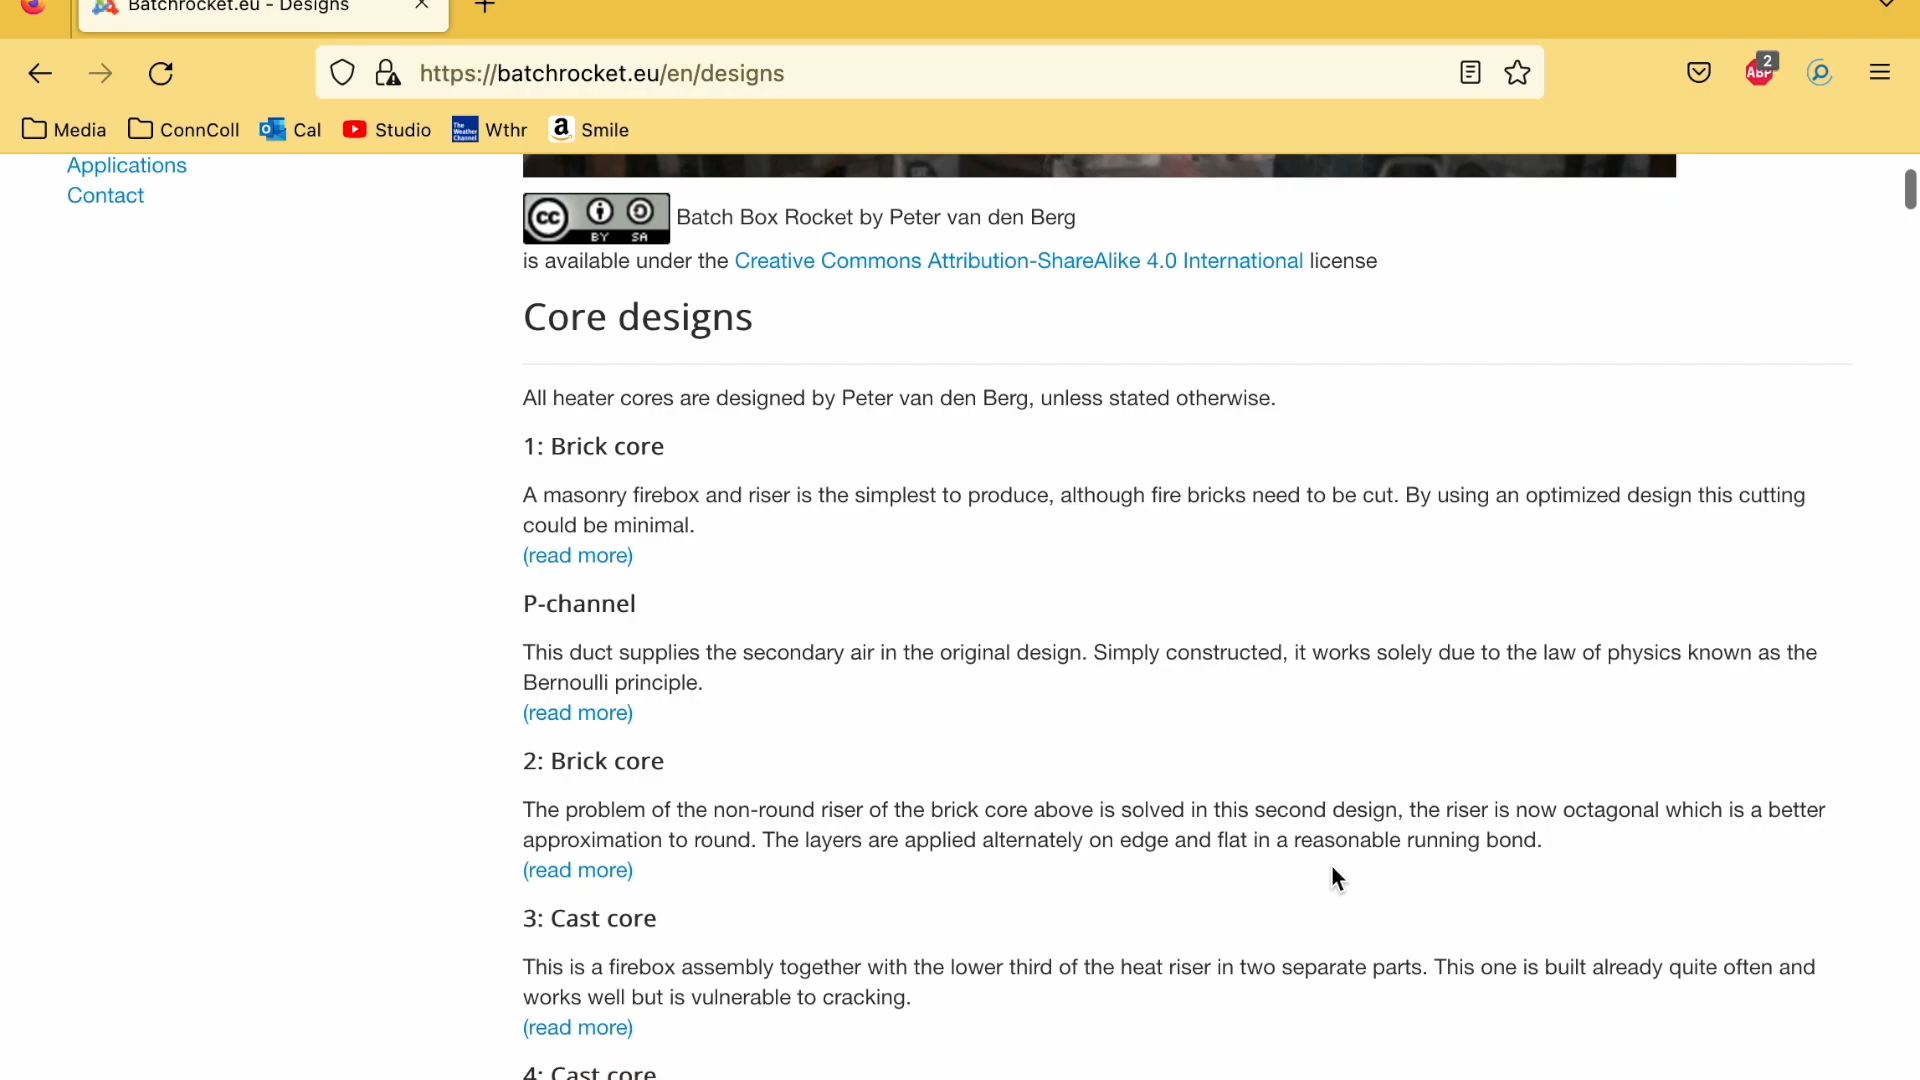 Batchrocket.eu - Designs
https://batchrocket.eu/en/designs
ABP 2
Media ConnColl Cal Studio The Weather Channel Wthr a Smile
Applications
Contact
cc BY SA Batch Box Rocket by Peter van den Berg
is available under the Creative Commons Attribution-ShareAlike 4.0 International license
Core designs
All heater cores are designed by Peter van den Berg, unless stated otherwise.
1: Brick core
A masonry firebox and riser is the simplest to produce, although fire bricks need to be cut. By using an optimized design this cutting
could be minimal.
(read more)
P-channel
This duct supplies the secondary air in the original design. Simply constructed, it works solely due to the law of physics known as the
Bernoulli principle.
(read more)
2: Brick core
The problem of the non-round riser of the brick core above is solved in this second design, the riser is now octagonal which is a better
approximation to round. The layers are applied alternately on edge and flat in a reasonable running bond.
(read more)
3: Cast core
This is a firebox assembly together with the lower third of the heat riser in two separate parts. This one is built already quite often and
works well but is vulnerable to cracking.
(read more)
4: Cast core